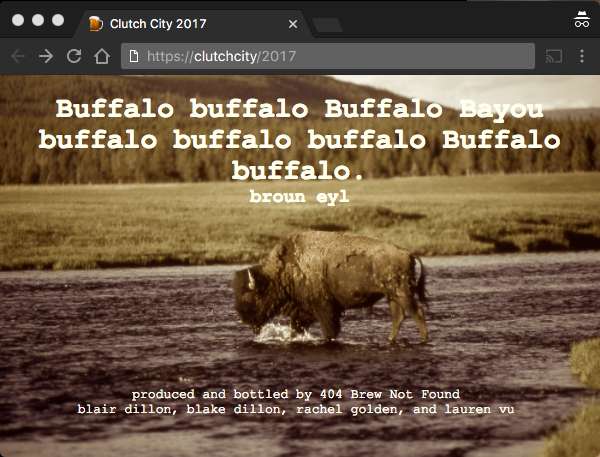 Clutch City 2017
https://clutchcity/2017
Buffalo buffalo Buffalo Bayou
buffalo buffalo buffalo Buffalo
buffalo.
broun eyl
produced and bottled by 404 Brew Not Found
blair dillon, blake dillon, rachel golden, and lauren vu